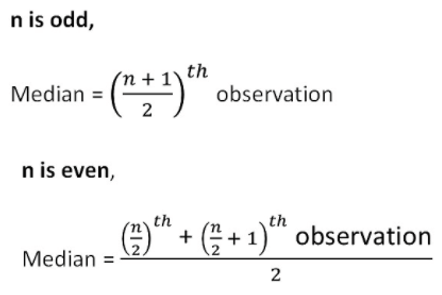 n is odd,
Median = ((n + 1)/2)^th observation
n is even,
Median = ((n/2)^th + (n/2 + 1)^th observation)/2